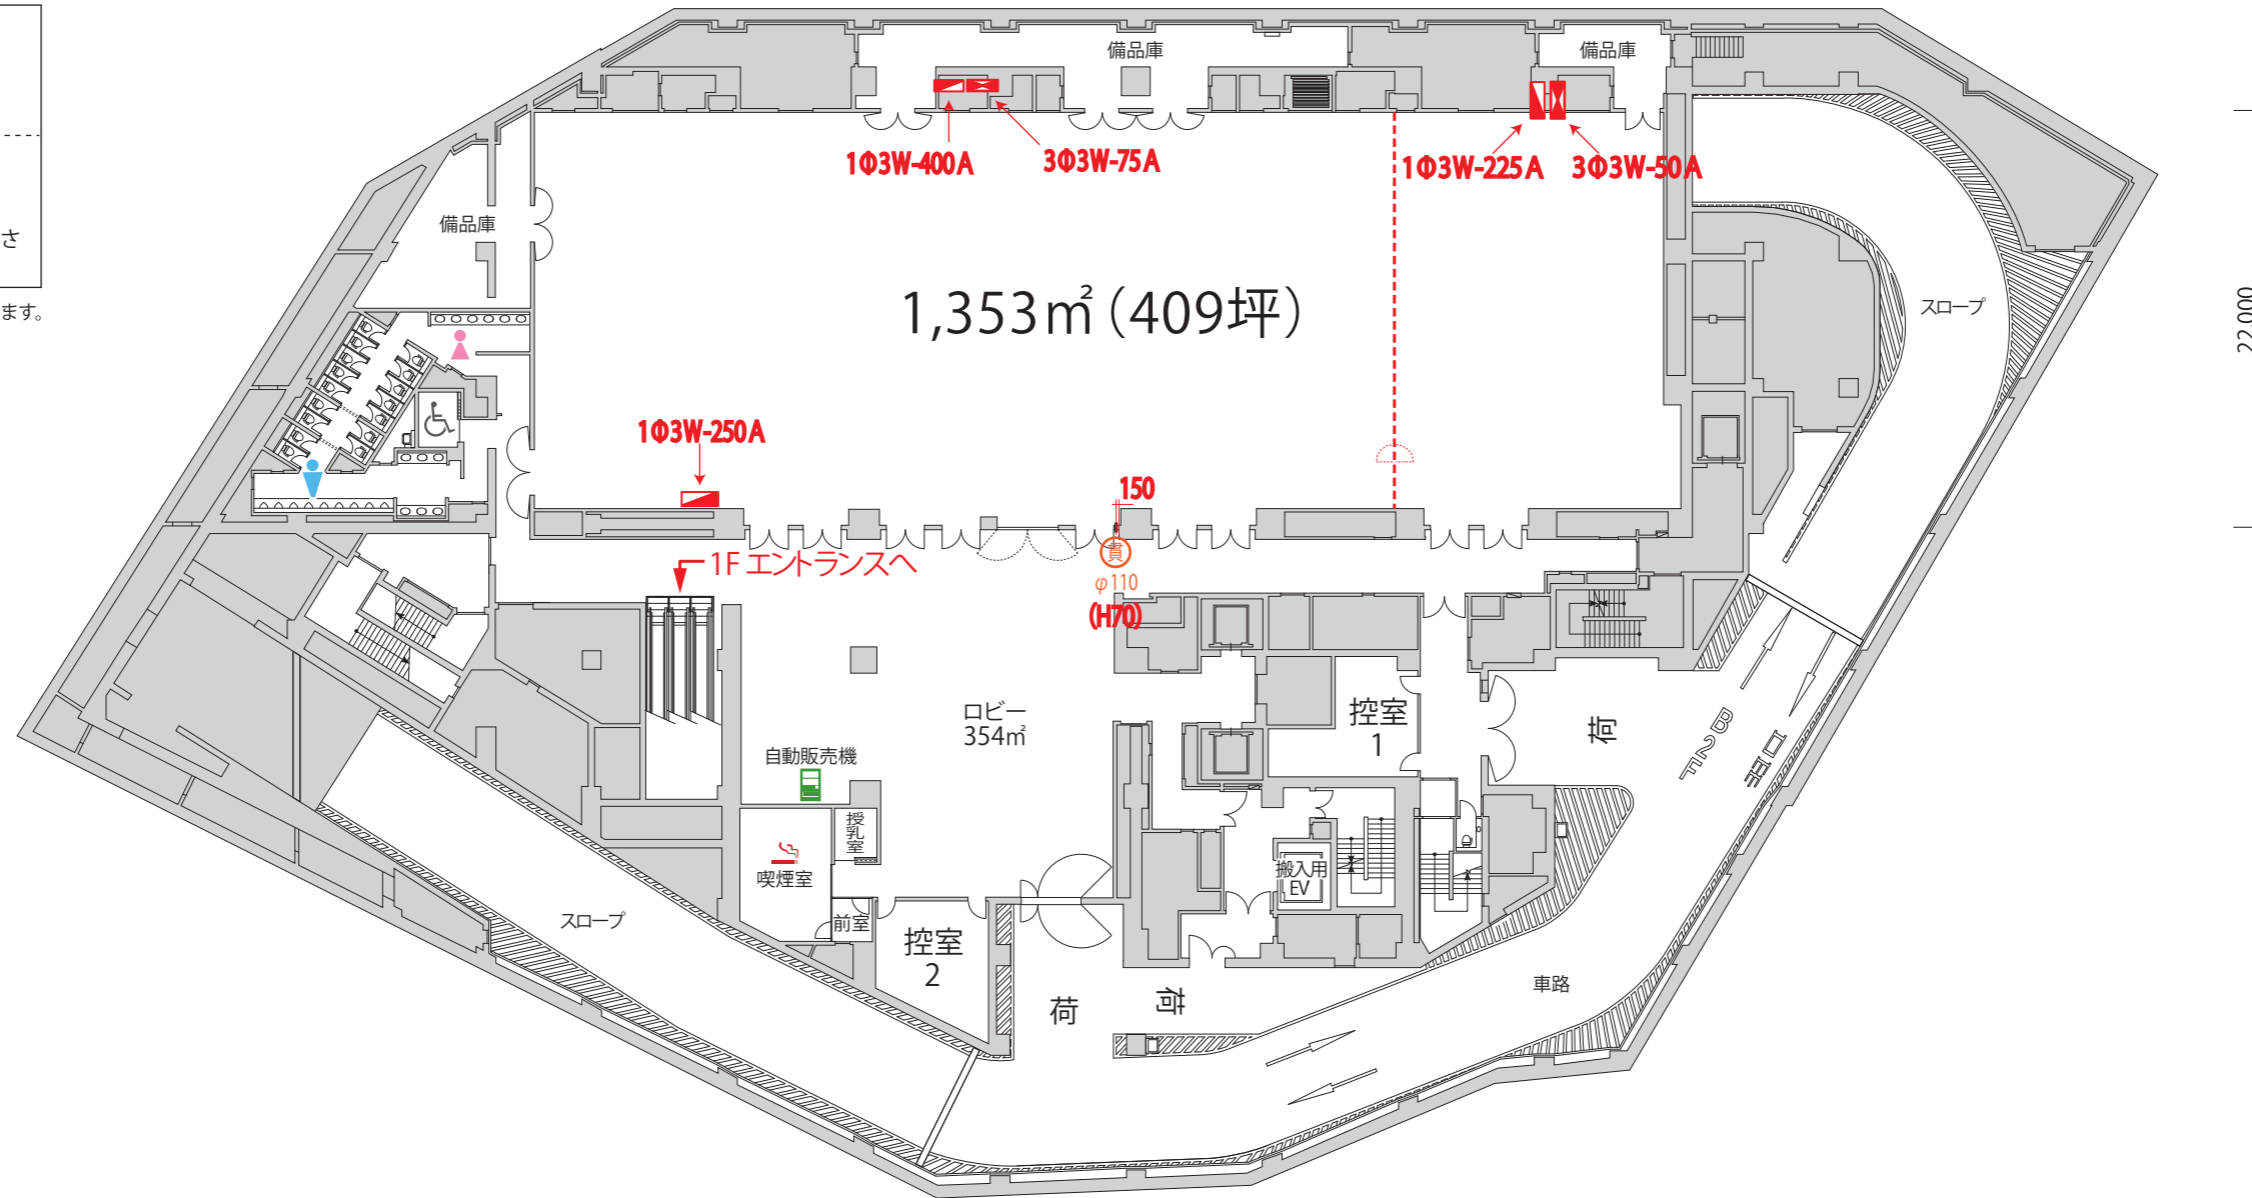 さ
ます。
備品庫
備品庫
1Φ3W-400A
3Φ3W-75A
1Φ3W-225A
3Φ3W-50A
備品庫
1,353㎡(409坪)
スロープ
22,000
1Φ3W-250A
150
貫
φ110
(H70)
1F エントランスへ
ロビー
354㎡
控室
1
荷
B2F
自動販売機
授乳室
喫煙室
前室
搬入用
EV
控室
2
スロープ
荷
荷
車路